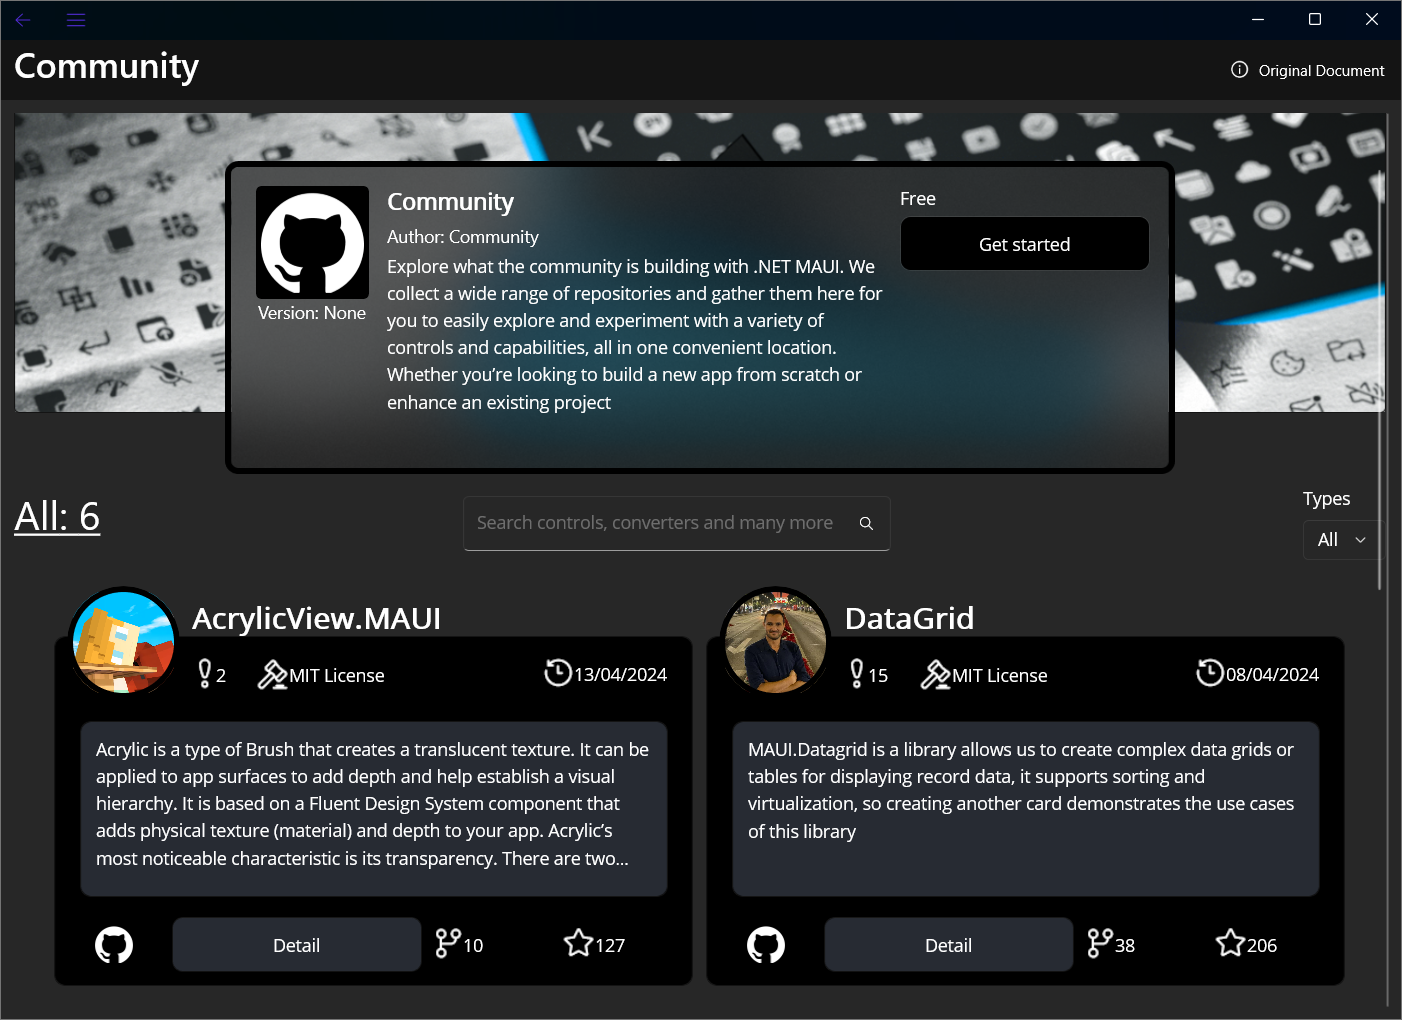 Community
Original Document
Community
Author: Community
Version: None
Explore what the community is building with .NET MAUI. We
collect a wide range of repositories and gather them here for
you to easily explore and experiment with a variety of
controls and capabilities, all in one convenient location.
Whether you’re looking to build a new app from scratch or
enhance an existing project
Free
Get started
All: 6
Search controls, converters and many more
Types
All
AcrylicView.MAUI
2
MIT License
13/04/2024
Acrylic is a type of Brush that creates a translucent texture. It can be
applied to app surfaces to add depth and help establish a visual
hierarchy. It is based on a Fluent Design System component that
adds physical texture (material) and depth to your app. Acrylic’s
most noticeable characteristic is its transparency. There are two...
Detail
10
127
DataGrid
15
MIT License
08/04/2024
MAUI.Datagrid is a library allows us to create complex data grids or
tables for displaying record data, it supports sorting and
virtualization, so creating another card demonstrates the use cases
of this library
Detail
38
206